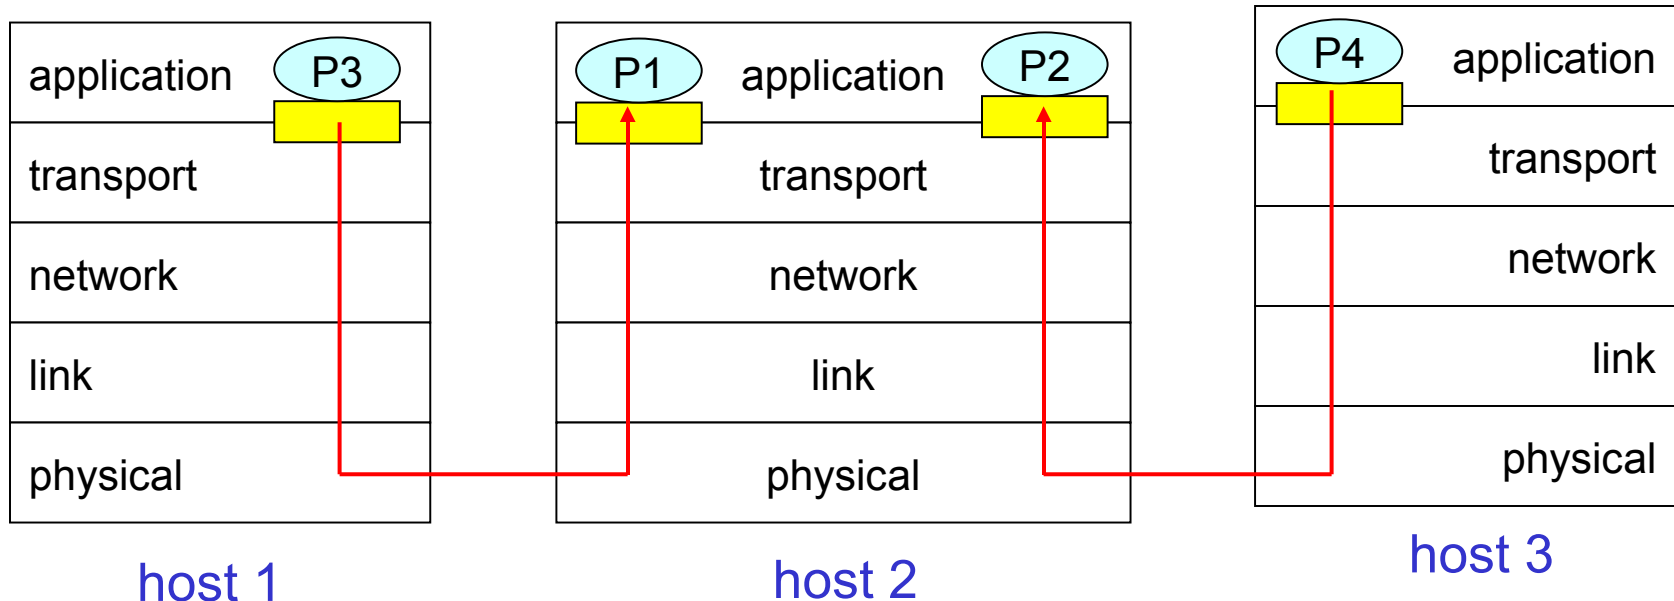 application P3
transport
network
link
physical
host 1
P1 application P2
transport
network
link
physical
host 2
P4 application
transport
network
link
physical
host 3